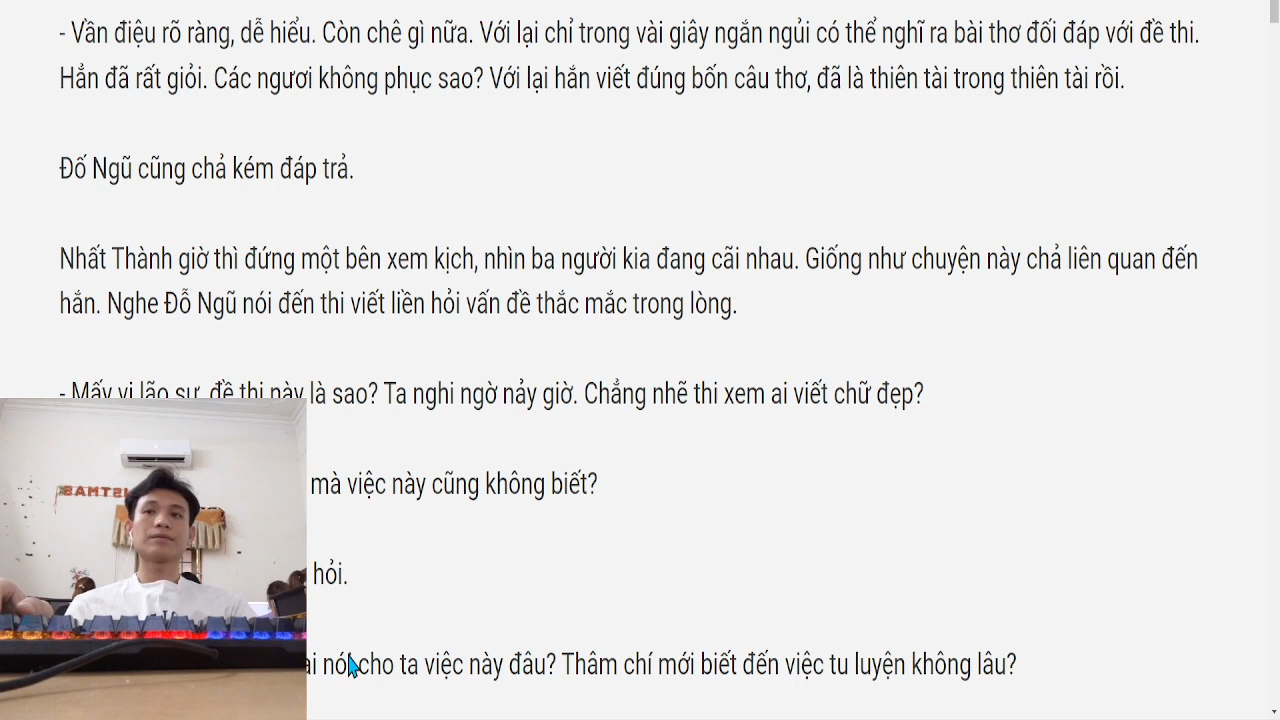 - Vần điệu rõ ràng, dễ hiểu. Còn chê gì nữa. Với lại chỉ trong vài giây ngắn ngủi có thể nghĩ ra bài thơ đối đáp với đề thi.
Hẳn đã rất giỏi. Các ngươi không phục sao? Với lại hắn viết đúng bốn câu thơ, đã là thiên tài trong thiên tài rồi.
Đố Ngũ cũng chả kém đáp trả.
Nhất Thành giờ thì đứng một bên xem kịch, nhìn ba người kia đang cãi nhau. Giống như chuyện này chả liên quan đến
hắn. Nghe Đỗ Ngũ nói đến thi viết liền hỏi vấn đề thắc mắc trong lòng.
- Mấy vị lão sư, đề thi này là sao? Ta nghi ngờ nảy giờ. Chẳng nhẽ thi xem ai viết chữ đẹp?
mà việc này cũng không biết?
hỏi.
nói cho ta việc này đâu? Thâm chí mới biết đến việc tu luyện không lâu?